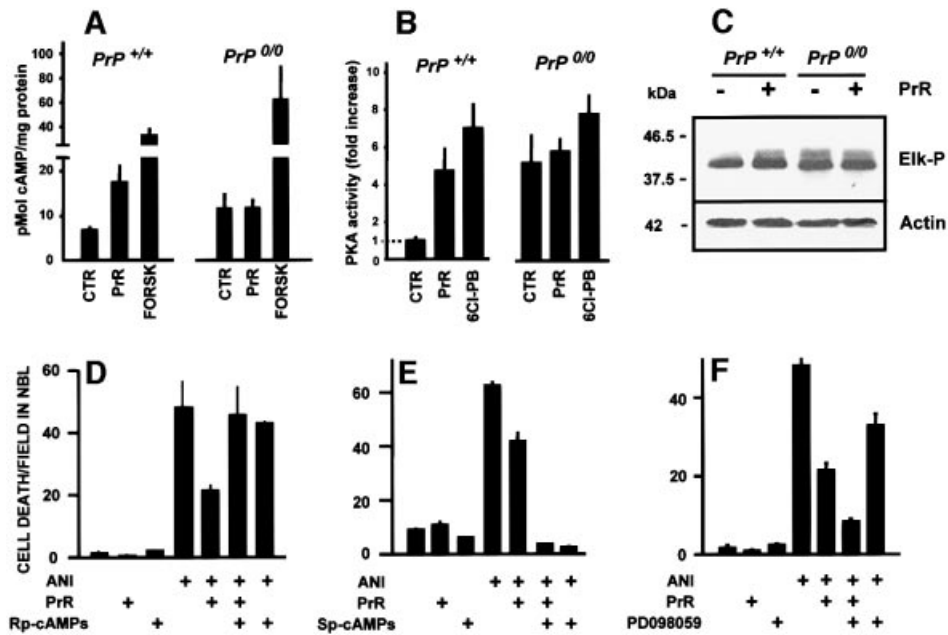 A
B
C
PrP +/+
PrP 0/0
pMol cAMP/mg protein
100
80
60
40
20
10
0
CTR
PrR
FORSK
CTR
PrR
FORSK
PrP +/+
PrP 0/0
PKA activity (fold increase)
10
8
6
4
2
1
0
CTR
PrR
6Cl-PB
CTR
PrR
6Cl-PB
PrP +/+
PrP 0/0
kDa
- + - + PrR
46.5 -
37.5 -
Elk-P
42 -
Actin
D
E
F
CELL DEATH/FIELD IN NBL
60
40
20
0
ANI + + + +
PrR + + +
Rp-cAMPs + + +
60
40
20
0
ANI + + + +
PrR + + +
Sp-cAMPs + + +
40
20
0
ANI + + + +
PrR + + +
PD098059 + + +